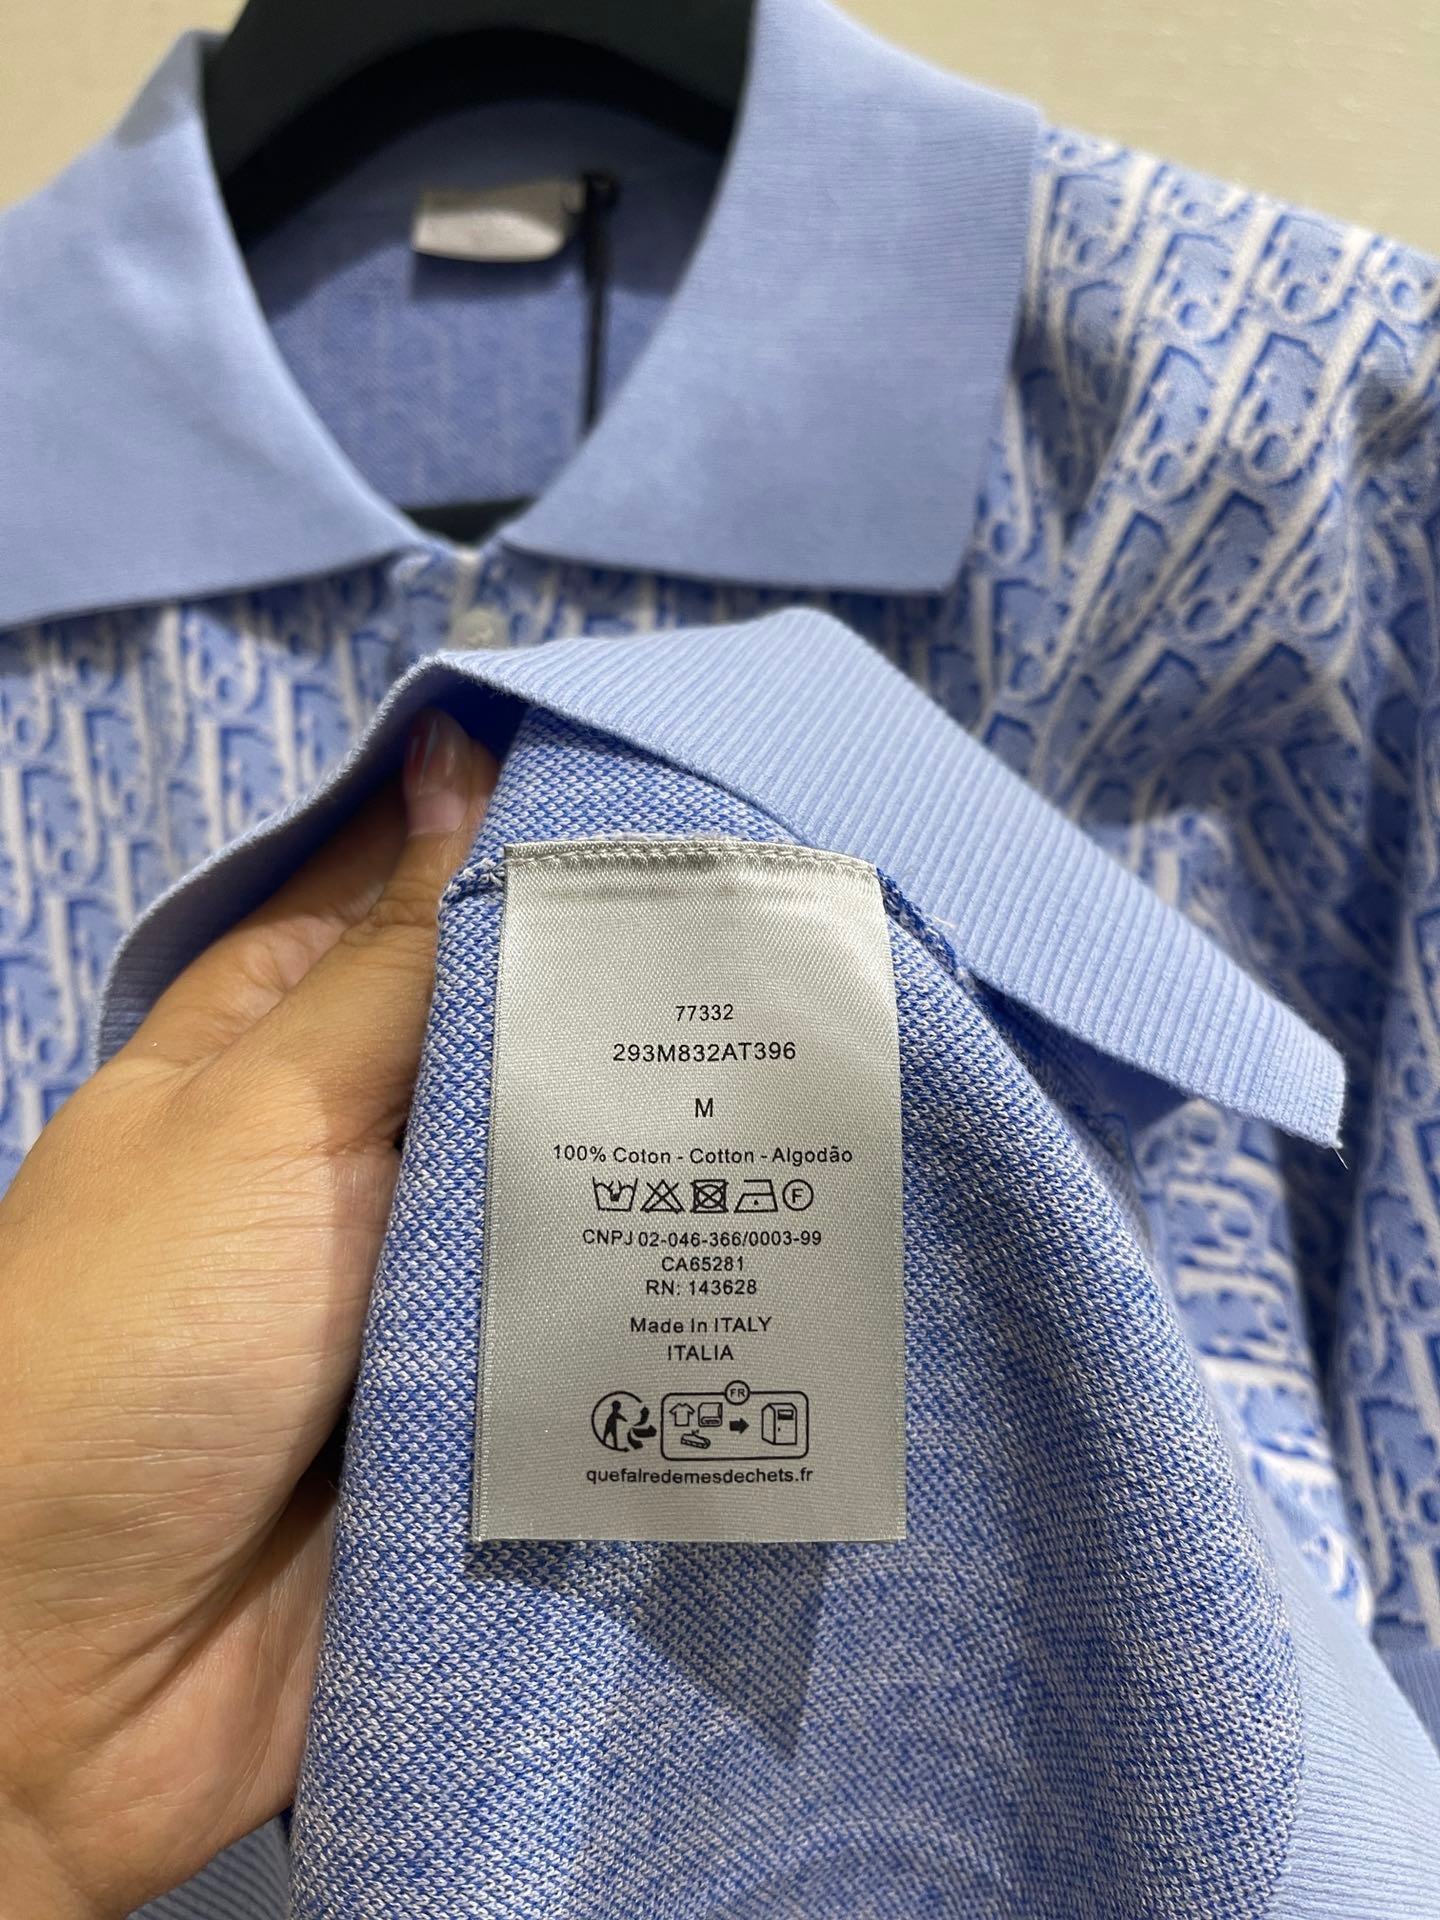 77332
293M832AT396
M
100% Coton - Cotton - Algodão
F
CNPJ 02-046-366/0003-99
CA65281
RN: 143628
Made In ITALY
ITALIA
FR
quefalredemesdechets.fr